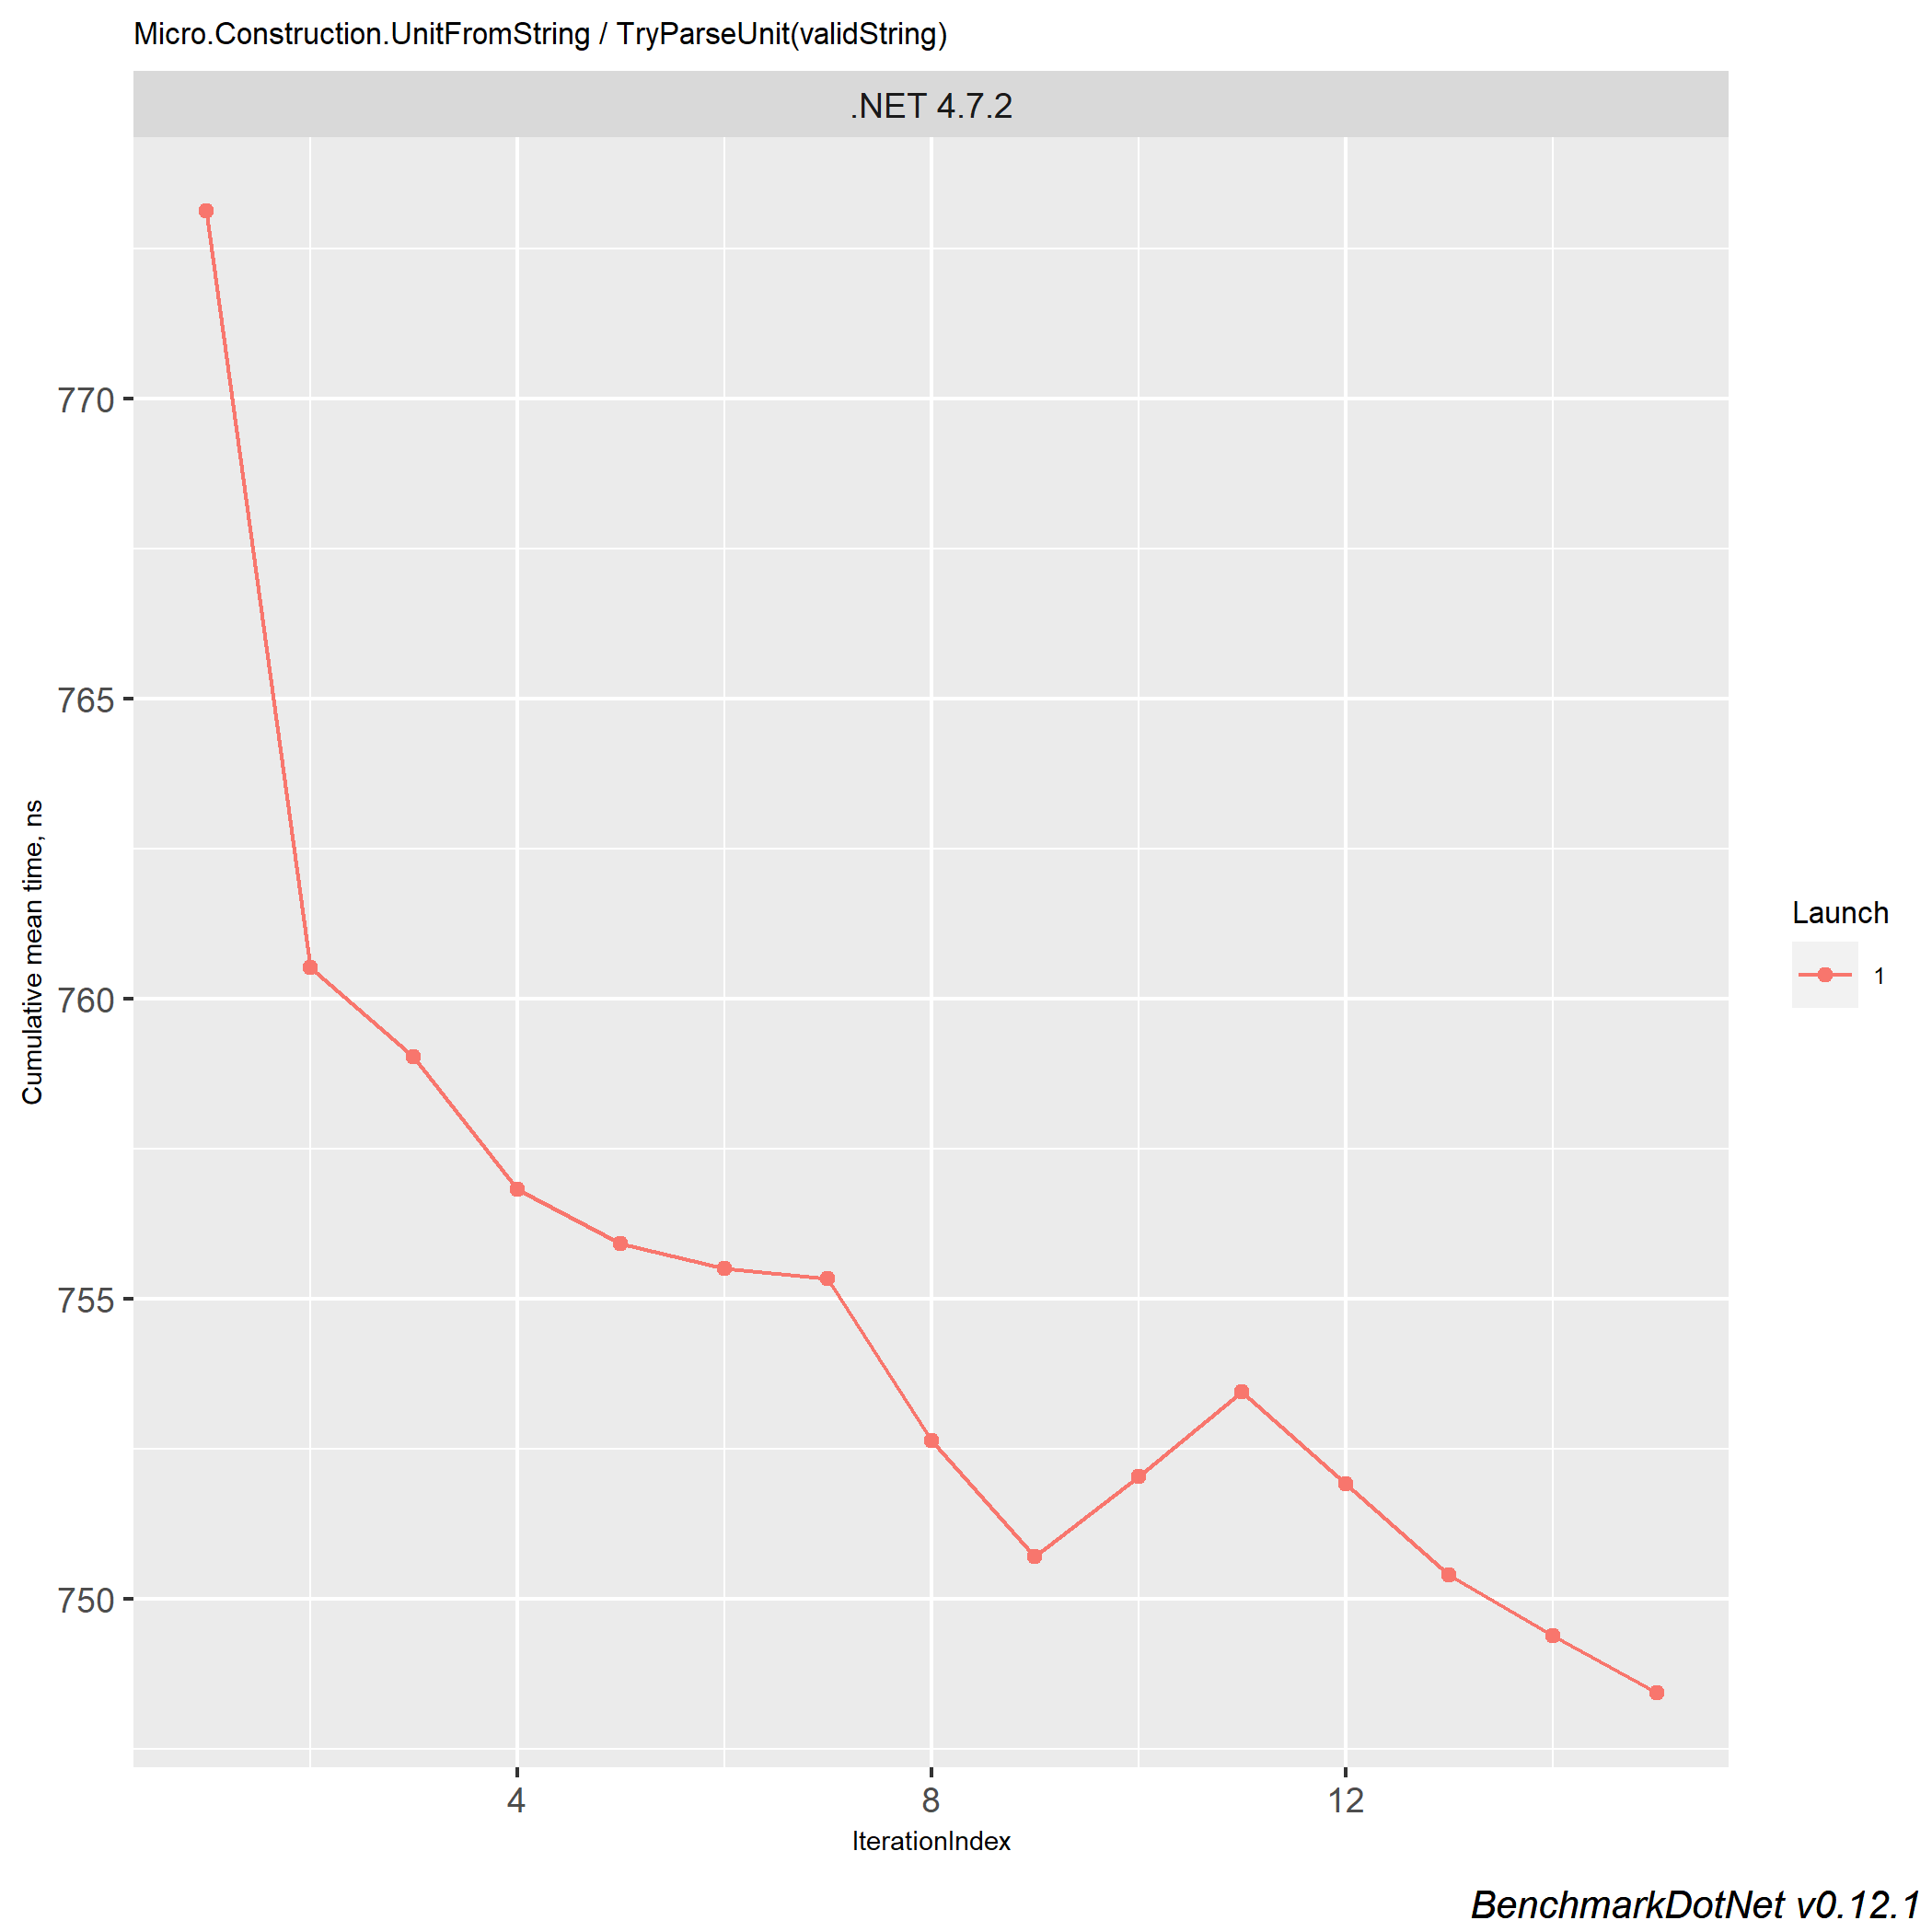 Micro.Construction.UnitFromString / TryParseUnit(validString)
.NET 4.7.2
770
765
760
755
750
Cumulative mean time, ns
4
8
12
IterationIndex
Launch
1
BenchmarkDotNet v0.12.1